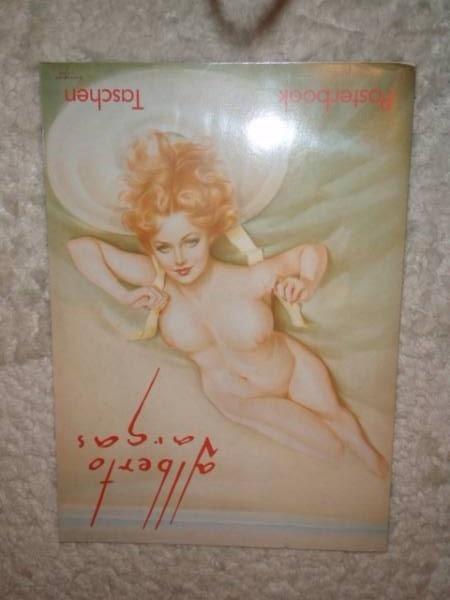 alberto
vargas
Posterbook
Taschen